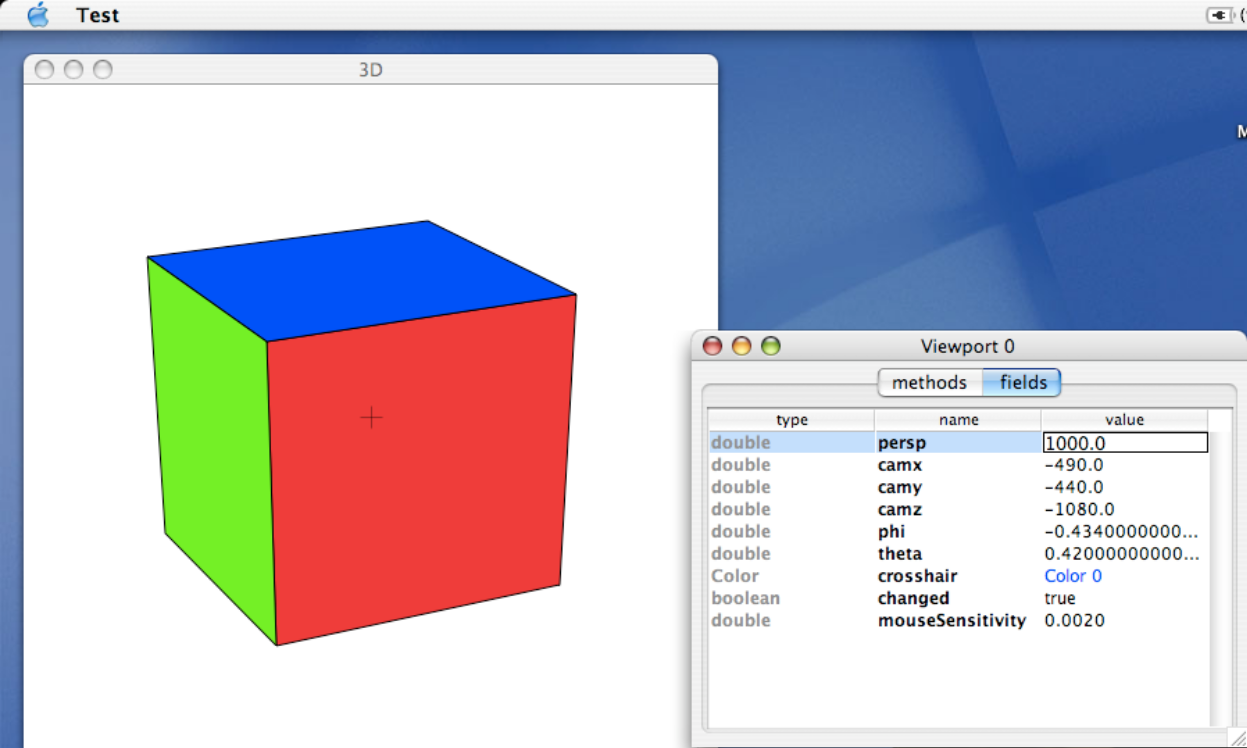 Test
3D
Viewport 0
methods fields
type name value
double persp 1000.0
double camx -490.0
double camy -440.0
double camz -1080.0
double phi -0.4340000000...
double theta 0.42000000000...
Color crosshair Color 0
boolean changed true
double mouseSensitivity 0.0020